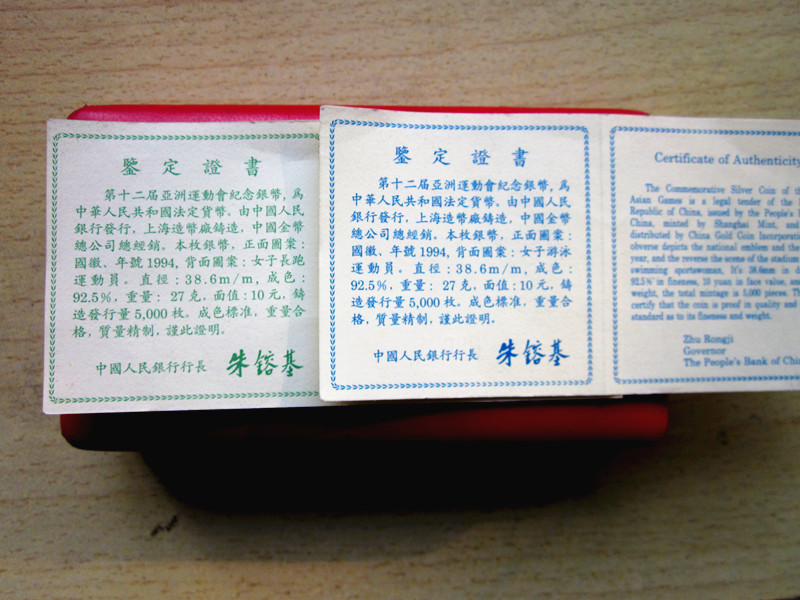 鑒定證書
第十二届亞洲運動會紀念銀幣,爲
中華人民共和國法定貨幣。由中國人民
銀行發行,上海造幣廠鑄造,中國金幣
總公司總經銷。本枚銀幣,正面圖案:
國徽、年號1994,背面圖案:女子長跑
運動員。直徑:38.6m/m,成色:
92.5%,重量:27克,面值:10元,鑄
造發行量5,000枚。成色標准,重量合
格,質量精制,謹此證明。
中國人民銀行行長 朱鎔基
鑒定證書
第十二届亞洲運動會紀念銀幣,爲
中華人民共和國法定貨幣。由中國人民
銀行發行,上海造幣廠鑄造,中國金幣
總公司總經銷。本枚銀幣,正面圖案:
國徽、年號1994,背面圖案:女子游泳
運動員。直徑:38.6m/m,成色:
92.5%,重量:27克,面值:10元,鑄
造發行量5,000枚。成色標准,重量合
格,質量精制,謹此證明。
中國人民銀行行長 朱鎔基
Certificate of Authenticity
The Commemorative Silver Coin of
Asian Games is a legal tender of the
Republic of China, issued by the People's
China, minted by Shanghai Mint, and
distributed by China Gold Coin
obverse depicts the national emblem and the
year, and the reverse the scene of the stadium
swimming sportswoman. It's 38.6mm in
92.5% in fineness, 10 yuan in face value, and
weight, the total mintage is 5,000 pieces. The
certify that the coin is proof in quality and
standard as to its fineness and weight.
Zhu Rongji
Governor
The People's Bank of